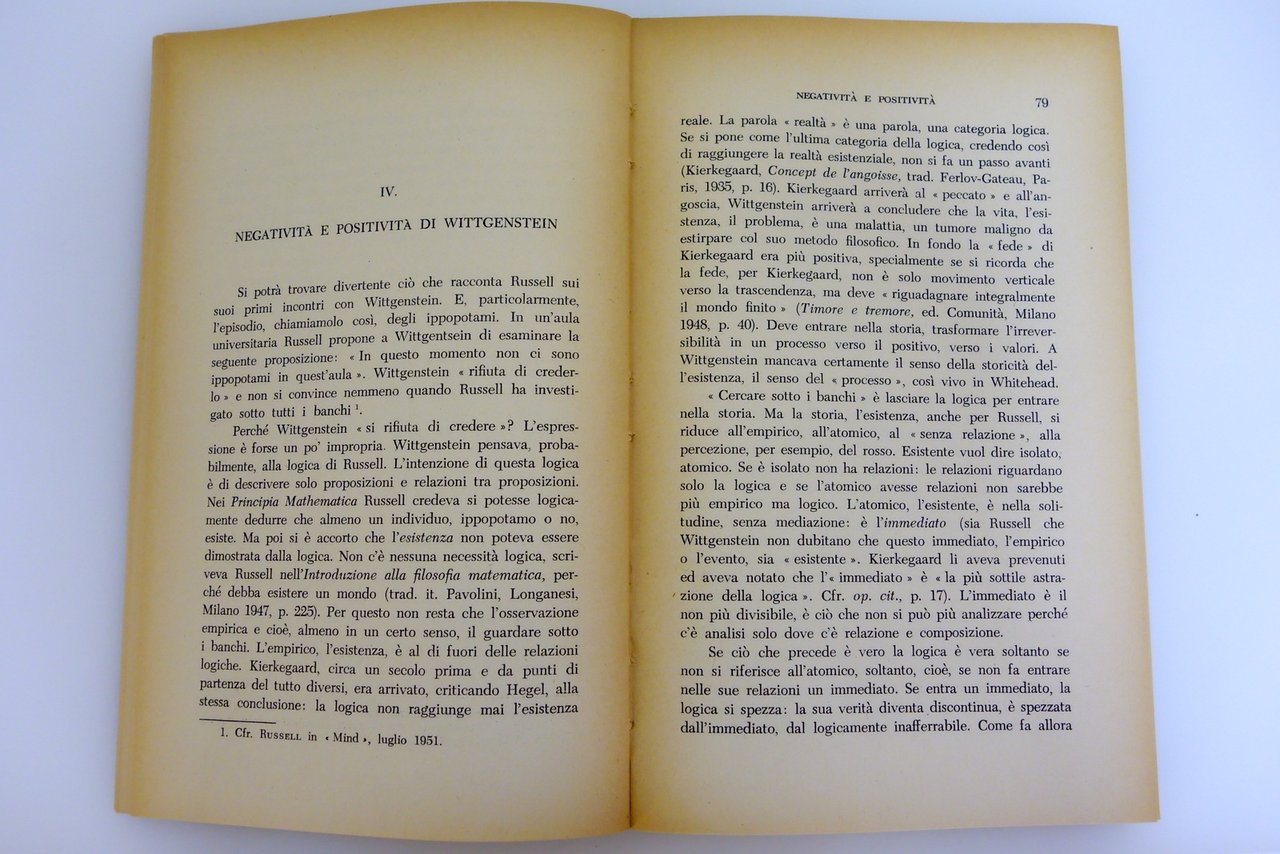 IV.
NEGATIVITÀ E POSITIVITÀ DI WITTGENSTEIN
Si potrà trovare divertente ciò che racconta Russell sui
suoi primi incontri con Wittgenstein. E, particolarmente,
l'episodio, chiamiamolo così, degli ippopotami. In un'aula
universitaria Russell propone a Wittgentsein di esaminare la
seguente proposizione: « In questo momento non ci sono
ippopotami in quest'aula ». Wittgenstein « rifiuta di creder-
lo » e non si convince nemmeno quando Russell ha investi-
gato sotto tutti i banchi ¹.
Perché Wittgenstein « si rifiuta di credere »? L'espres-
sione è forse un po' impropria. Wittgenstein pensava, proba-
bilmente, alla logica di Russell. L'intenzione di questa logica
è di descrivere solo proposizioni e relazioni tra proposizioni.
Nei Principia Mathematica Russell credeva si potesse logica-
mente dedurre che almeno un individuo, ippopotamo o no,
esiste. Ma poi si è accorto che l'esistenza non poteva essere
dimostrata dalla logica. Non c'è nessuna necessità logica, scri-
veva Russell nell'Introduzione alla filosofia matematica, per-
ché debba esistere un mondo (trad. it. Pavolini, Longanesi,
Milano 1947, p. 225). Per questo non resta che l'osservazione
empirica e cioè, almeno in un certo senso, il guardare sotto
i banchi. L'empirico, l'esistenza, è al di fuori delle relazioni
logiche. Kierkegaard, circa un secolo prima e da punti di
partenza del tutto diversi, era arrivato, criticando Hegel, alla
stessa conclusione: la logica non raggiunge mai l'esistenza
1. Cfr. RUSSELL in « Mind », luglio 1951.
NEGATIVITÀ E POSITIVITÀ 79
reale. La parola « realtà » è una parola, una categoria logica.
Se si pone come l'ultima categoria della logica, credendo così
di raggiungere la realtà esistenziale, non si fa un passo avanti
(Kierkegaard, Concept de l'angoisse, trad. Ferlov-Gateau, Pa-
ris, 1935, p. 16). Kierkegaard arriverà al « peccato » e all'an-
goscia, Wittgenstein arriverà a concludere che la vita, l'esi-
stenza, il problema, è una malattia, un tumore maligno da
estirpare col suo metodo filosofico. In fondo la « fede » di
Kierkegaard era più positiva, specialmente se si ricorda che
la fede, per Kierkegaard, non è solo movimento verticale
verso la trascendenza, ma deve « riguadagnare integralmente
il mondo finito » (Timore e tremore, ed. Comunità, Milano
1948, p. 40). Deve entrare nella storia, trasformare l'irrever-
sibilità in un processo verso il positivo, verso i valori. A
Wittgenstein mancava certamente il senso della storicità del-
l'esistenza, il senso del « processo », così vivo in Whitehead.
« Cercare sotto i banchi » è lasciare la logica per entrare
nella storia. Ma la storia, l'esistenza, anche per Russell, si
riduce all'empirico, all'atomico, al « senza relazione », alla
percezione, per esempio, del rosso. Esistente vuol dire isolato,
atomico. Se è isolato non ha relazioni: le relazioni riguardano
solo la logica e se l'atomico avesse relazioni non sarebbe
più empirico ma logico. L'atomico, l'esistente, è nella soli-
tudine, senza mediazione: è l'immediato (sia Russell che
Wittgenstein non dubitano che questo immediato, l'empirico
o l'evento, sia « esistente ». Kierkegaard li aveva prevenuti
ed aveva notato che l'« immediato » è « la più sottile astra-
zione della logica ». Cfr. op. cit., p. 17). L'immediato è il
non più divisibile, è ciò che non si può più analizzare perché
c'è analisi solo dove c'è relazione e composizione.
Se ciò che precede è vero la logica è vera soltanto se
non si riferisce all'atomico, soltanto, cioè, se non fa entrare
nelle sue relazioni un immediato. Se entra un immediato, la
logica si spezza: la sua verità diventa discontinua, è spezzata
dall'immediato, dal logicamente inafferrabile. Come fa allora